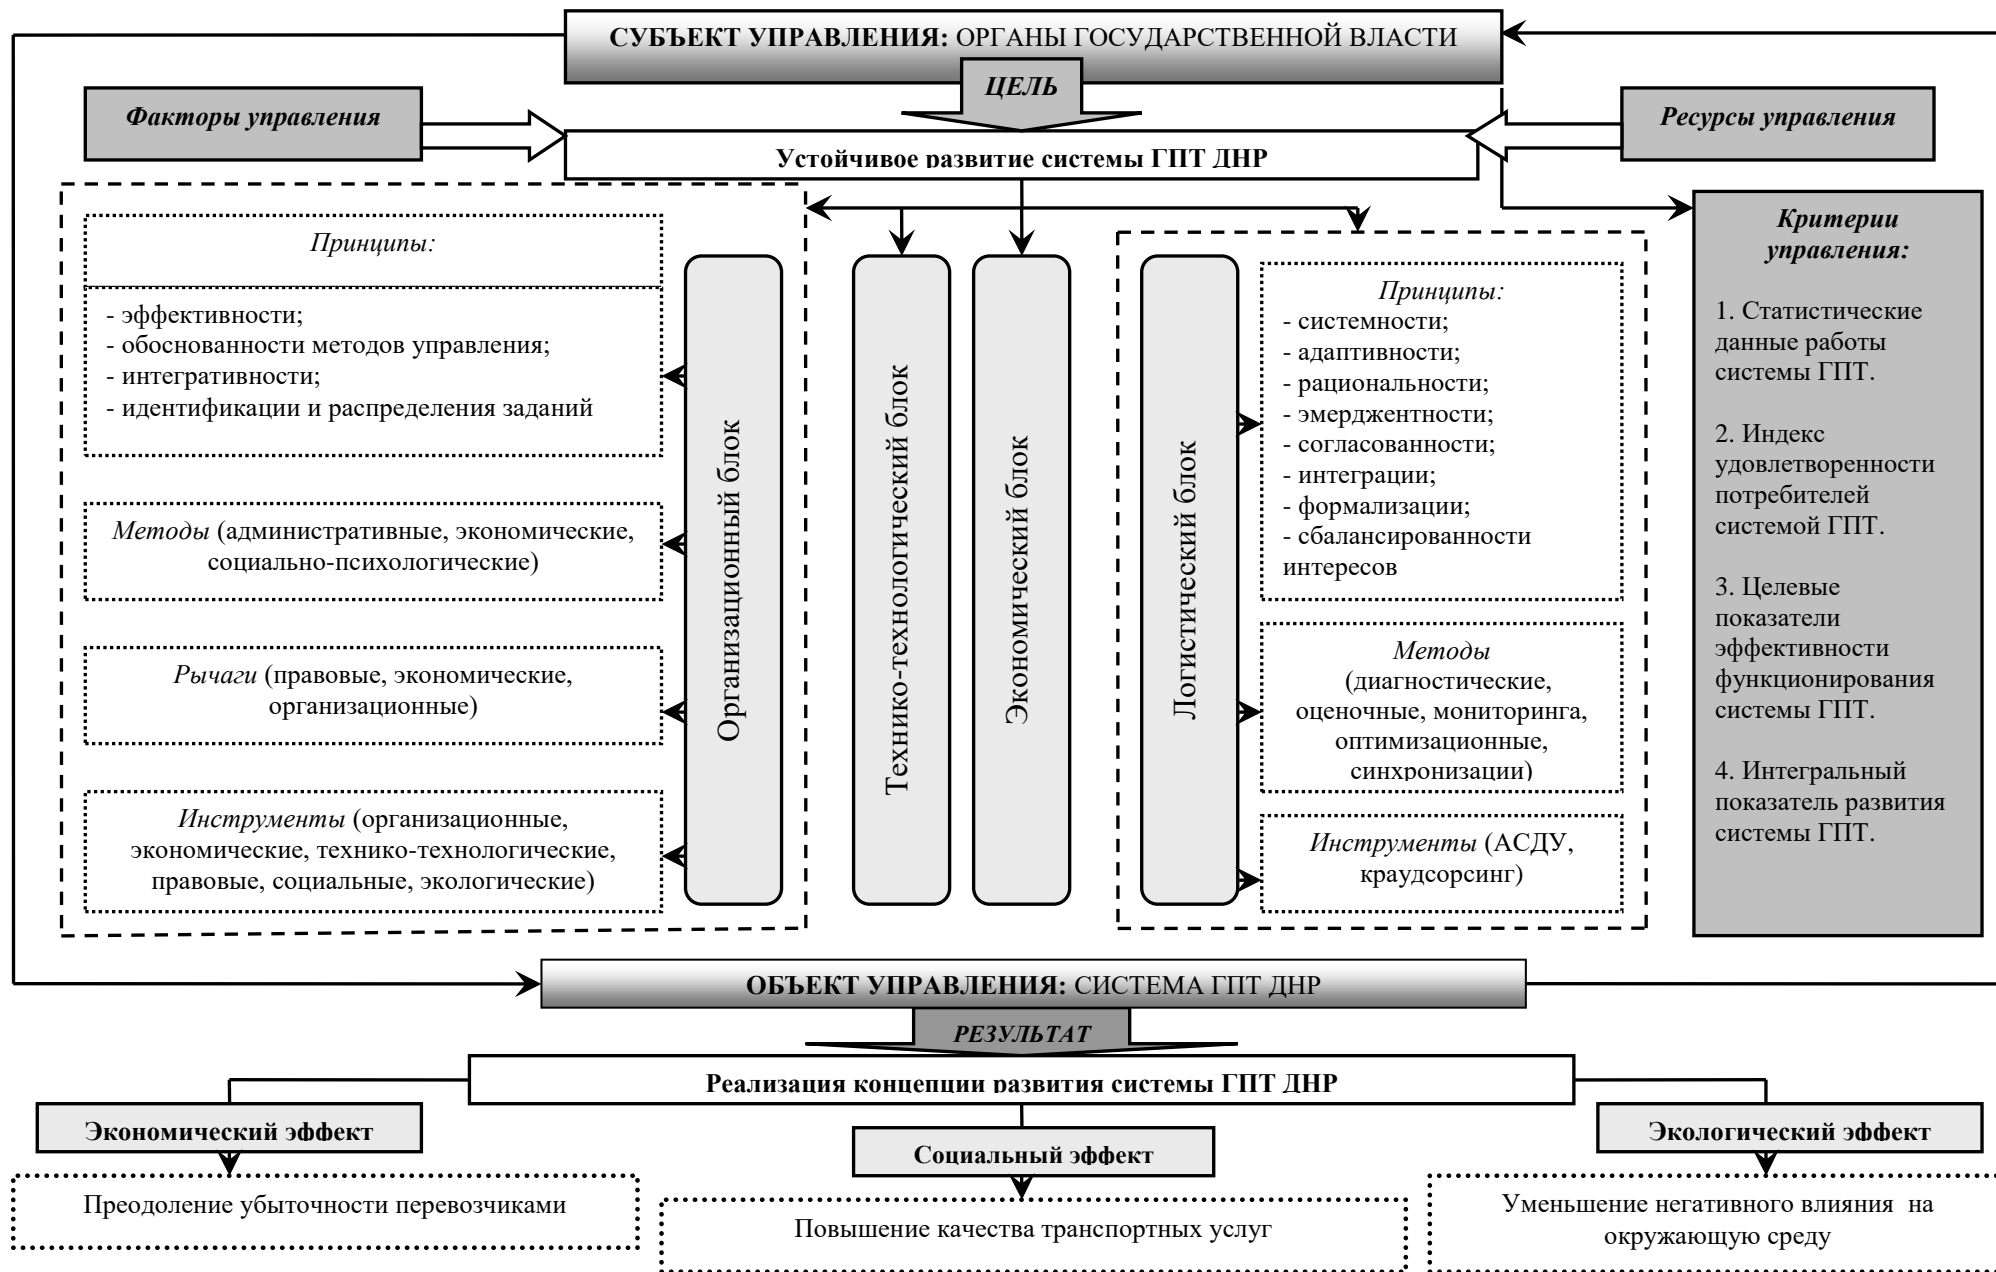 СУБЪЕКТ УПРАВЛЕНИЯ: ОРГАНЫ ГОСУДАРСТВЕННОЙ ВЛАСТИ
ЦЕЛЬ
Факторы управления
Ресурсы управления
Устойчивое развитие системы ГПТ ДНР
Принципы:
- эффективности;
- обоснованности методов управления;
- интегративности;
- идентификации и распределения заданий
Методы (административные, экономические,
социально-психологические)
Рычаги (правовые, экономические,
организационные)
Инструменты (организационные,
экономические, технико-технологические,
правовые, социальные, экологические)
Организационный блок
Технико-технологический блок
Экономический блок
Логистический блок
Принципы:
- системности;
- адаптивности;
- рациональности;
- эмерджентности;
- согласованности;
- интеграции;
- формализации;
- сбалансированности
интересов
Методы
(диагностические,
оценочные, мониторинга,
оптимизационные,
синхронизации)
Инструменты (АСДУ,
краудсорсинг)
Критерии
управления:
1. Статистические
данные работы
системы ГПТ.
2. Индекс
удовлетворенности
потребителей
системой ГПТ.
3. Целевые
показатели
эффективности
функционирования
системы ГПТ.
4. Интегральный
показатель развития
системы ГПТ.
ОБЪЕКТ УПРАВЛЕНИЯ: СИСТЕМА ГПТ ДНР
РЕЗУЛЬТАТ
Реализация концепции развития системы ГПТ ДНР
Экономический эффект
Социальный эффект
Экологический эффект
Преодоление убыточности перевозчиками
Повышение качества транспортных услуг
Уменьшение негативного влияния  на
окружающую среду